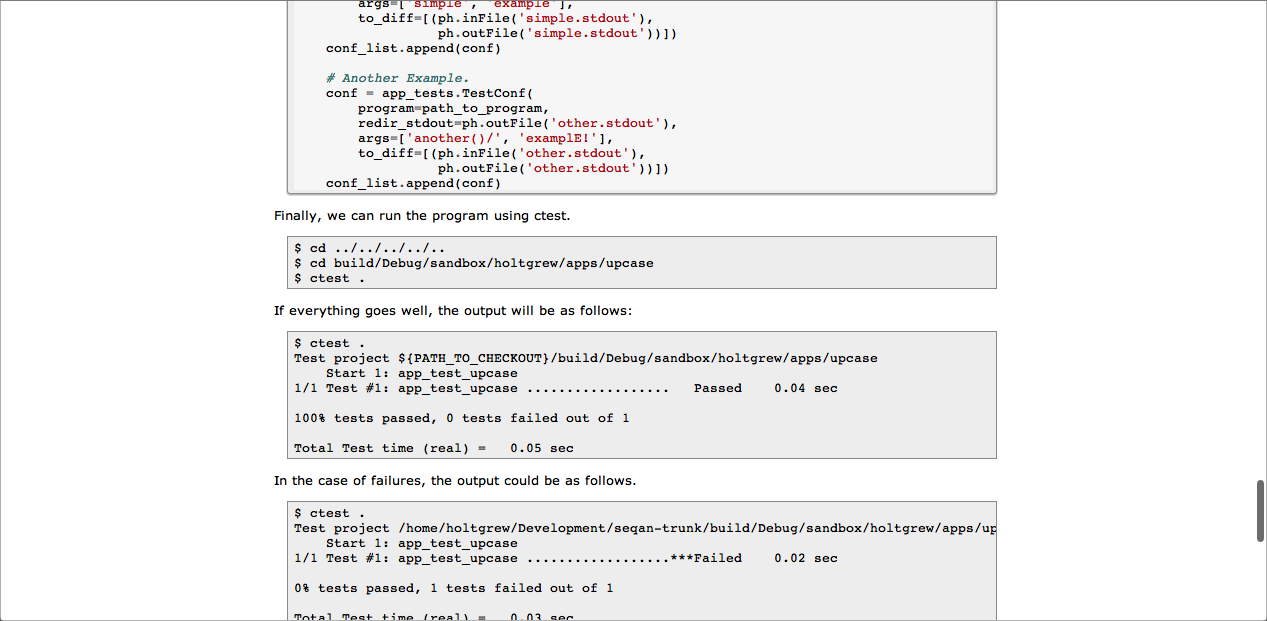 args=['simple', 'example'],
to_diff=[(ph.inFile('simple.stdout'),
ph.outFile('simple.stdout'))])
conf_list.append(conf)
# Another Example.
conf = app_tests.TestConf(
program=path_to_program,
redir_stdout=ph.outFile('other.stdout'),
args=['another()/', 'examplE!'],
to_diff=[(ph.inFile('other.stdout'),
ph.outFile('other.stdout'))])
conf_list.append(conf)
Finally, we can run the program using ctest.
$ cd ../../../../..
$ cd build/Debug/sandbox/holtgrew/apps/upcase
$ ctest .
If everything goes well, the output will be as follows:
$ ctest .
Test project ${PATH_TO_CHECKOUT}/build/Debug/sandbox/holtgrew/apps/upcase
Start 1: app_test_upcase
1/1 Test #1: app_test_upcase .................. Passed 0.04 sec
100% tests passed, 0 tests failed out of 1
Total Test time (real) = 0.05 sec
In the case of failures, the output could be as follows.
$ ctest .
Test project /home/holtgrew/Development/seqan-trunk/build/Debug/sandbox/holtgrew/apps/up
Start 1: app_test_upcase
1/1 Test #1: app_test_upcase ..................***Failed 0.02 sec
0% tests passed, 1 tests failed out of 1
Total Test time (real) = 0.03 sec